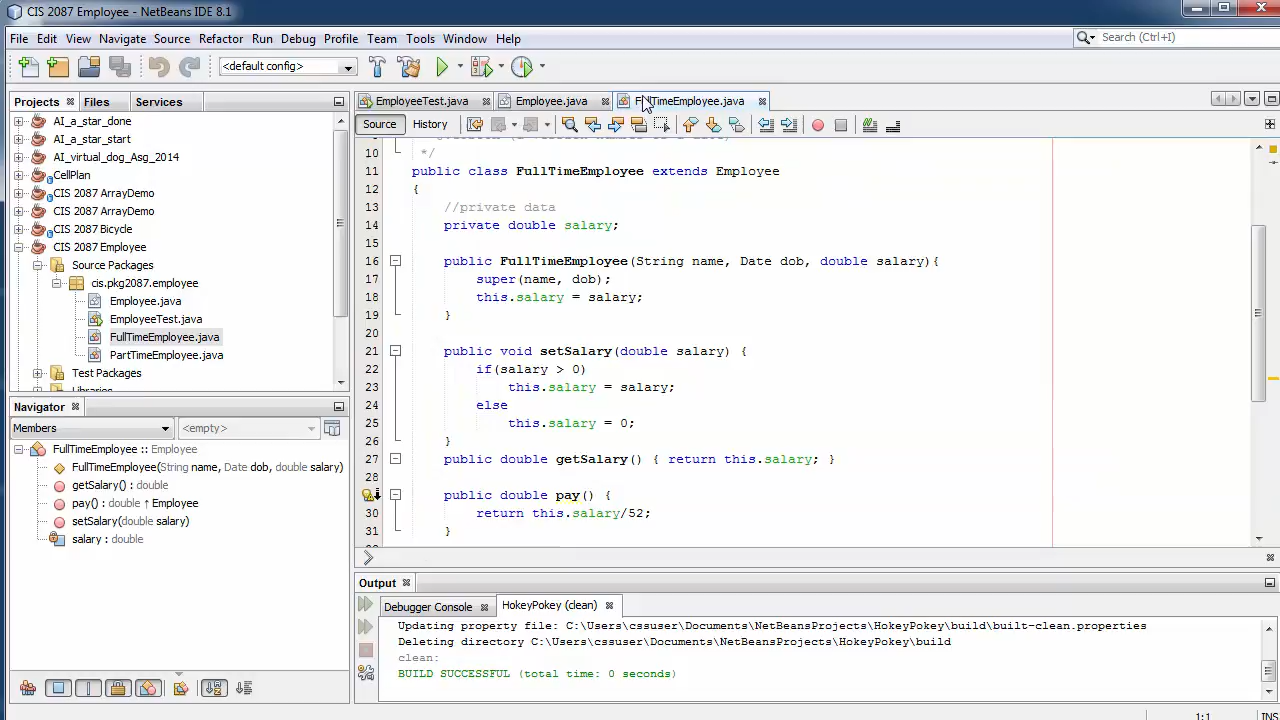 CIS 2087 Employee - NetBeans IDE 8.1
File Edit View Navigate Source Refactor Run Debug Profile Team Tools Window Help
Search (Ctrl+I)
<default config>
Projects Files Services
AI_a_star_done
AI_a_star_start
AI_virtual_dog_Asg_2014
CellPlan
CIS 2087 ArrayDemo
CIS 2087 ArrayDemo
CIS 2087 Bicycle
CIS 2087 Employee
Source Packages
cis.pkg2087.employee
Employee.java
EmployeeTest.java
FullTimeEmployee.java
PartTimeEmployee.java
Test Packages
Navigator
Members <empty>
FullTimeEmployee :: Employee
FullTimeEmployee(String name, Date dob, double salary)
getSalary() : double
pay() : double ↑ Employee
setSalary(double salary)
salary : double
EmployeeTest.java Employee.java FullTimeEmployee.java
Source History
10 */
11 public class FullTimeEmployee extends Employee
12 {
13 //private data
14 private double salary;
15
16 public FullTimeEmployee(String name, Date dob, double salary){
17 super(name, dob);
18 this.salary = salary;
19 }
20
21 public void setSalary(double salary) {
22 if(salary > 0)
23 this.salary = salary;
24 else
25 this.salary = 0;
26 }
27 public double getSalary() { return this.salary; }
28
public double pay() {
30 return this.salary/52;
31 }
Output
Debugger Console HokeyPokey (clean)
Updating property file: C:\Users\cssuser\Documents\NetBeansProjects\HokeyPokey\build\built-clean.properties
Deleting directory C:\Users\cssuser\Documents\NetBeansProjects\HokeyPokey\build
clean:
BUILD SUCCESSFUL (total time: 0 seconds)
1:1 INS